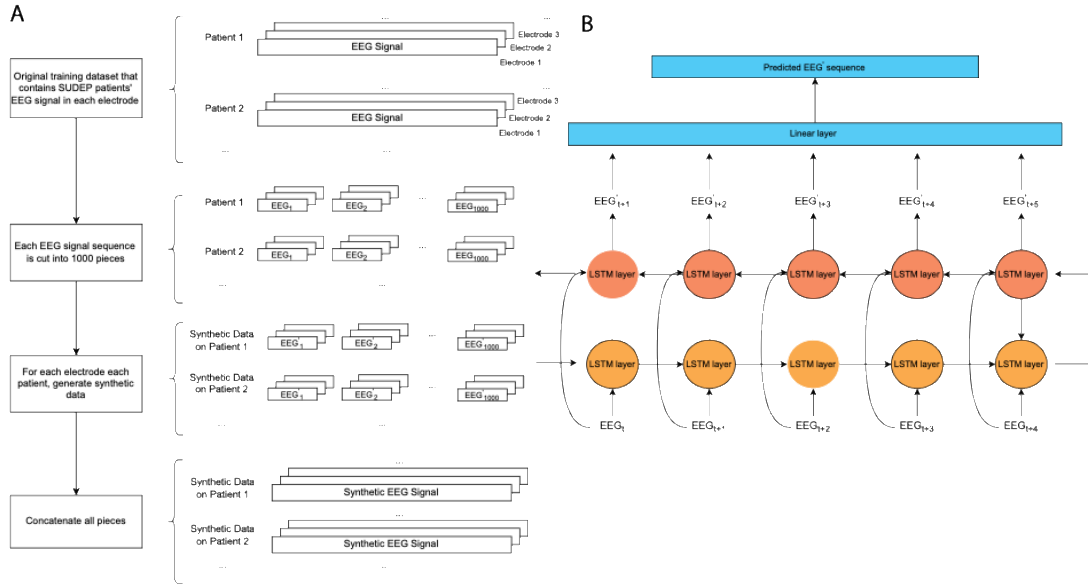 A
Original training dataset that
contains SUDEP patients'
EEG signal in each electrode
Each EEG signal sequence
is cut into 1000 pieces
For each electrode each
patient, generate synthetic
data
Concatenate all pieces
...
...
Patient 1
Electrode 3
EEG Signal
Electrode 2
Electrode 1
...
Patient 2
Electrode 3
EEG Signal
Electrode 2
Electrode 1
...
...
Patient 1
...
EEG1
EEG2
EEG1000
Patient 2
...
EEG1
EEG2
EEG1000
...
...
Synthetic Data
on Patient 1
...
EEG'1
EEG'2
EEG'1000
Synthetic Data
on Patient 2
...
EEG'1
EEG'2
EEG'1000
...
...
...
Synthetic Data
on Patient 1
Synthetic EEG Signal
...
Synthetic Data
on Patient 2
Synthetic EEG Signal
...
...
B
Predicted EEG' sequence
Linear layer
EEG't+1 EEG't+2 EEG't+3 EEG't+4 EEG't+5
LSTM layer LSTM layer LSTM layer LSTM layer LSTM layer
LSTM layer LSTM layer LSTM layer LSTM layer LSTM layer
EEGt EEGt+1 EEGt+2 EEGt+3 EEGt+4